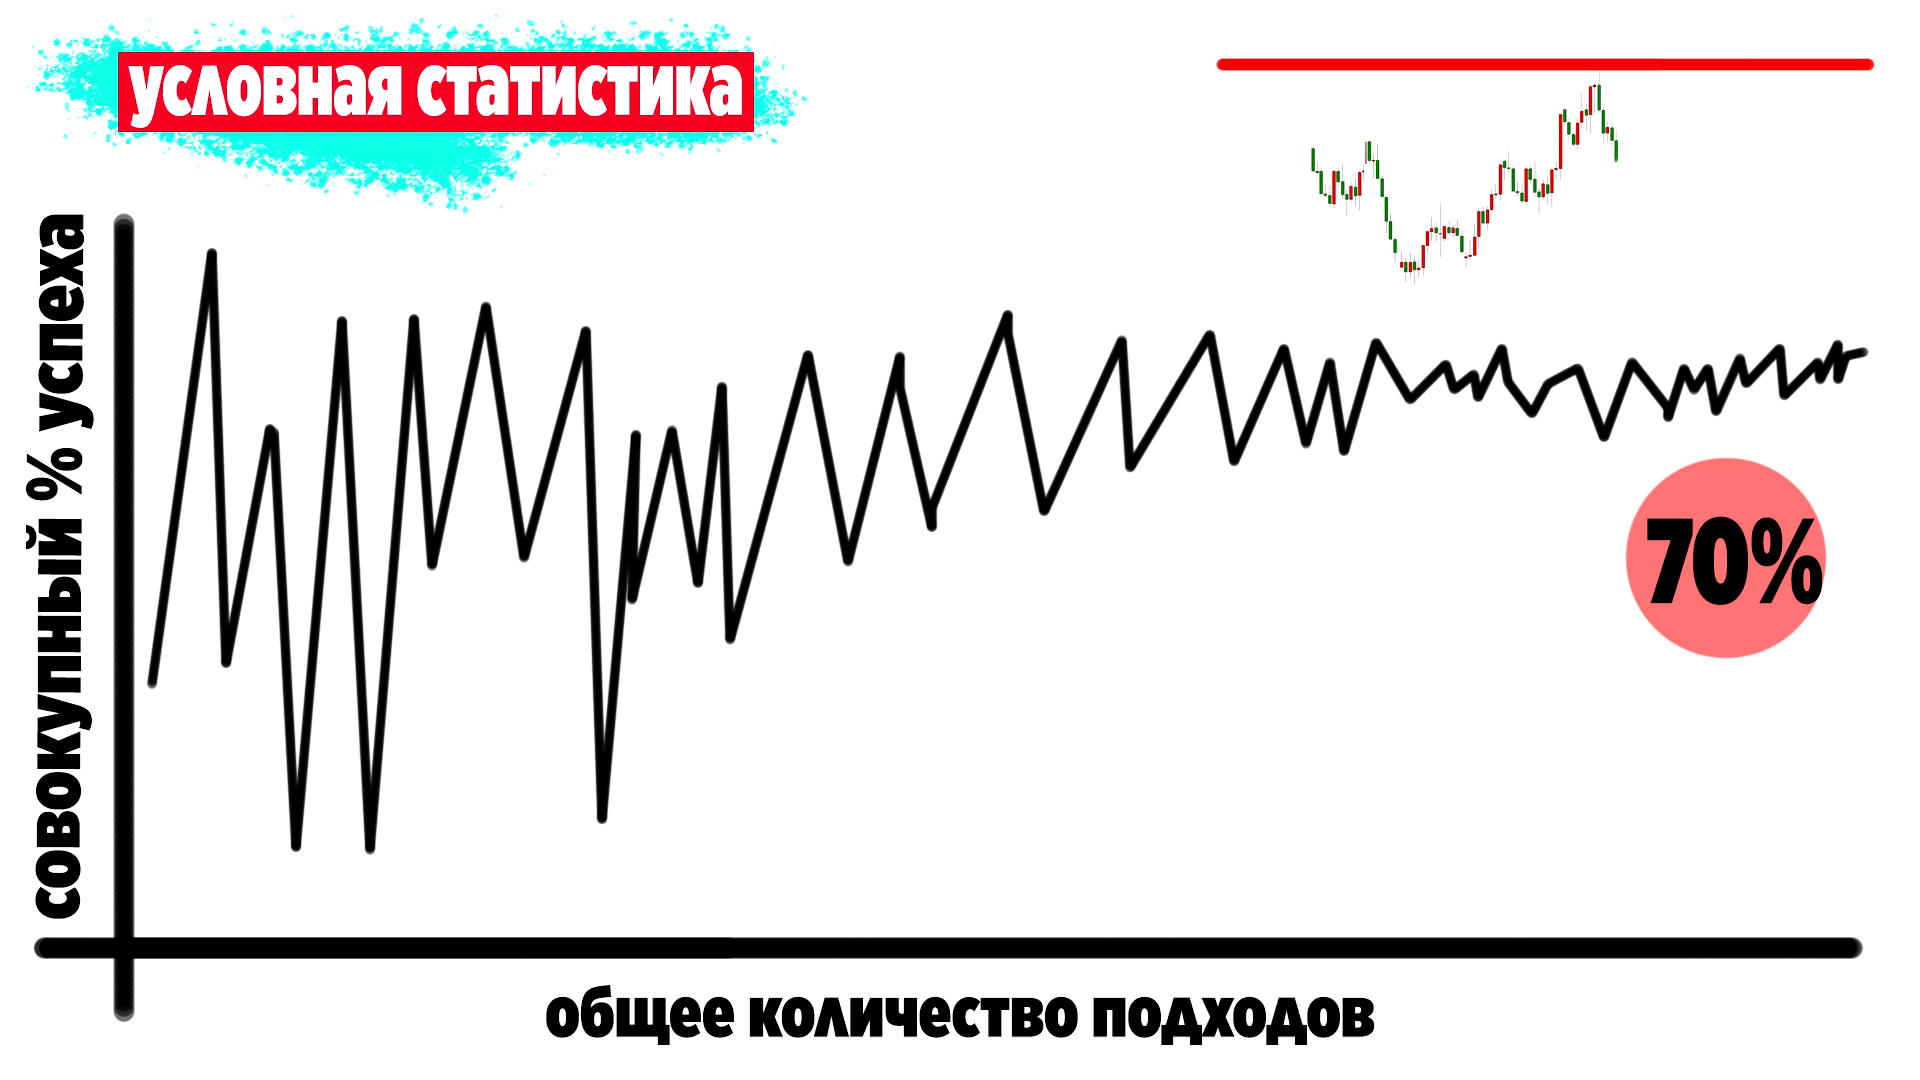 условная статистика
совокупный % успеха
70%
общее количество подходов